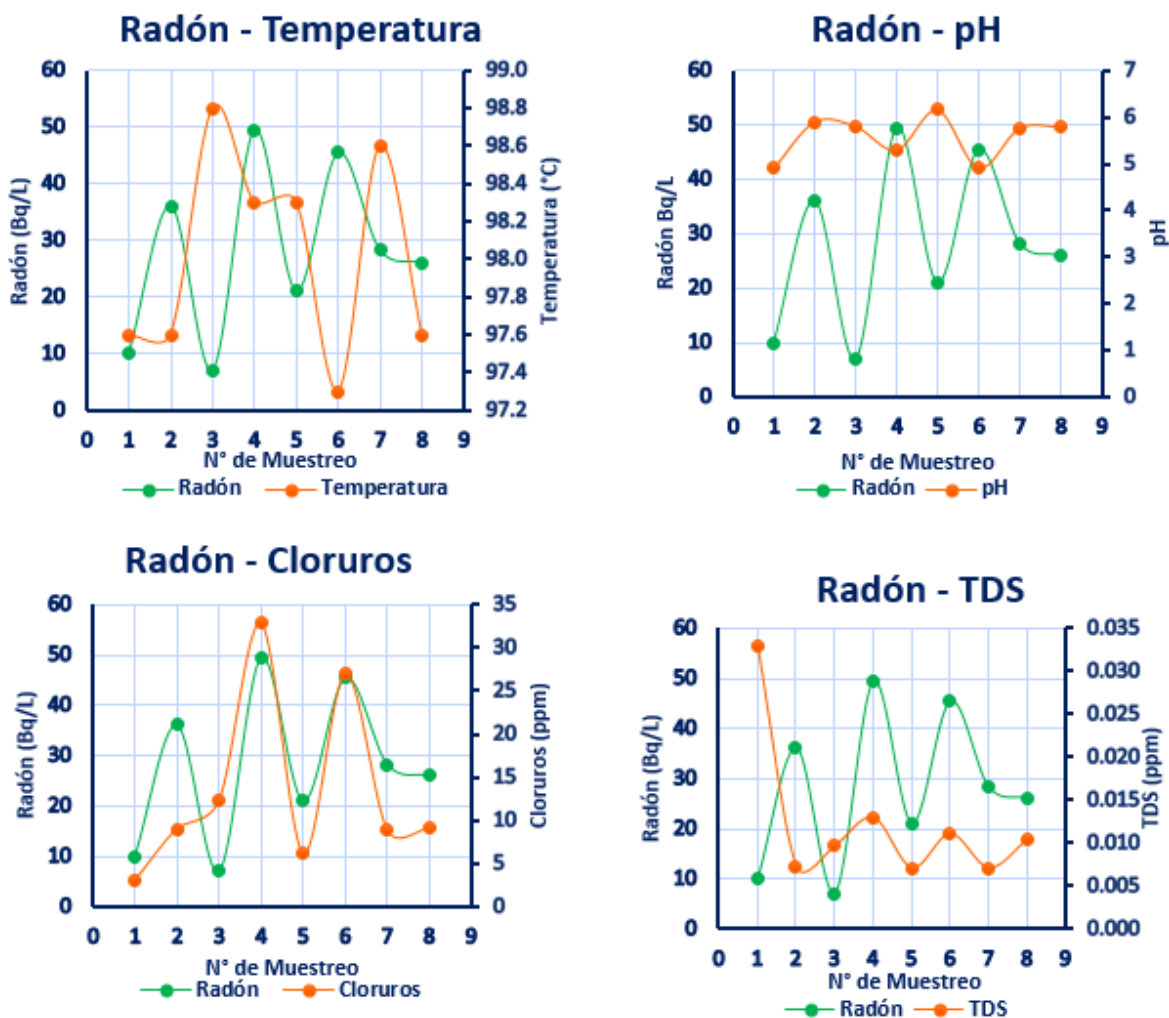 Radón - Temperatura
60
50
40
30
20
10
0
Radón (Bq/L)
99.0
98.8
98.6
98.4
98.2
98.0
97.8
97.6
97.4
97.2
Temperatura (°C)
0 1 2 3 4 5 6 7 8 9
N° de Muestreo
Radón Temperatura
Radón - pH
60
50
40
30
20
10
0
Radón Bq/L
7
6
5
4
3
2
1
0
pH
0 1 2 3 4 5 6 7 8 9
N° de Muestreo
Radón pH
Radón - Cloruros
60
50
40
30
20
10
0
Radón (Bq/L)
35
30
25
20
15
10
5
0
Cloruros (ppm)
0 1 2 3 4 5 6 7 8 9
N° de Muestreo
Radón Cloruros
Radón - TDS
60
50
40
30
20
10
0
Radón (Bq/L)
0.035
0.030
0.025
0.020
0.015
0.010
0.005
0.000
TDS (ppm)
0 1 2 3 4 5 6 7 8 9
N° de Muestreo
Radón TDS